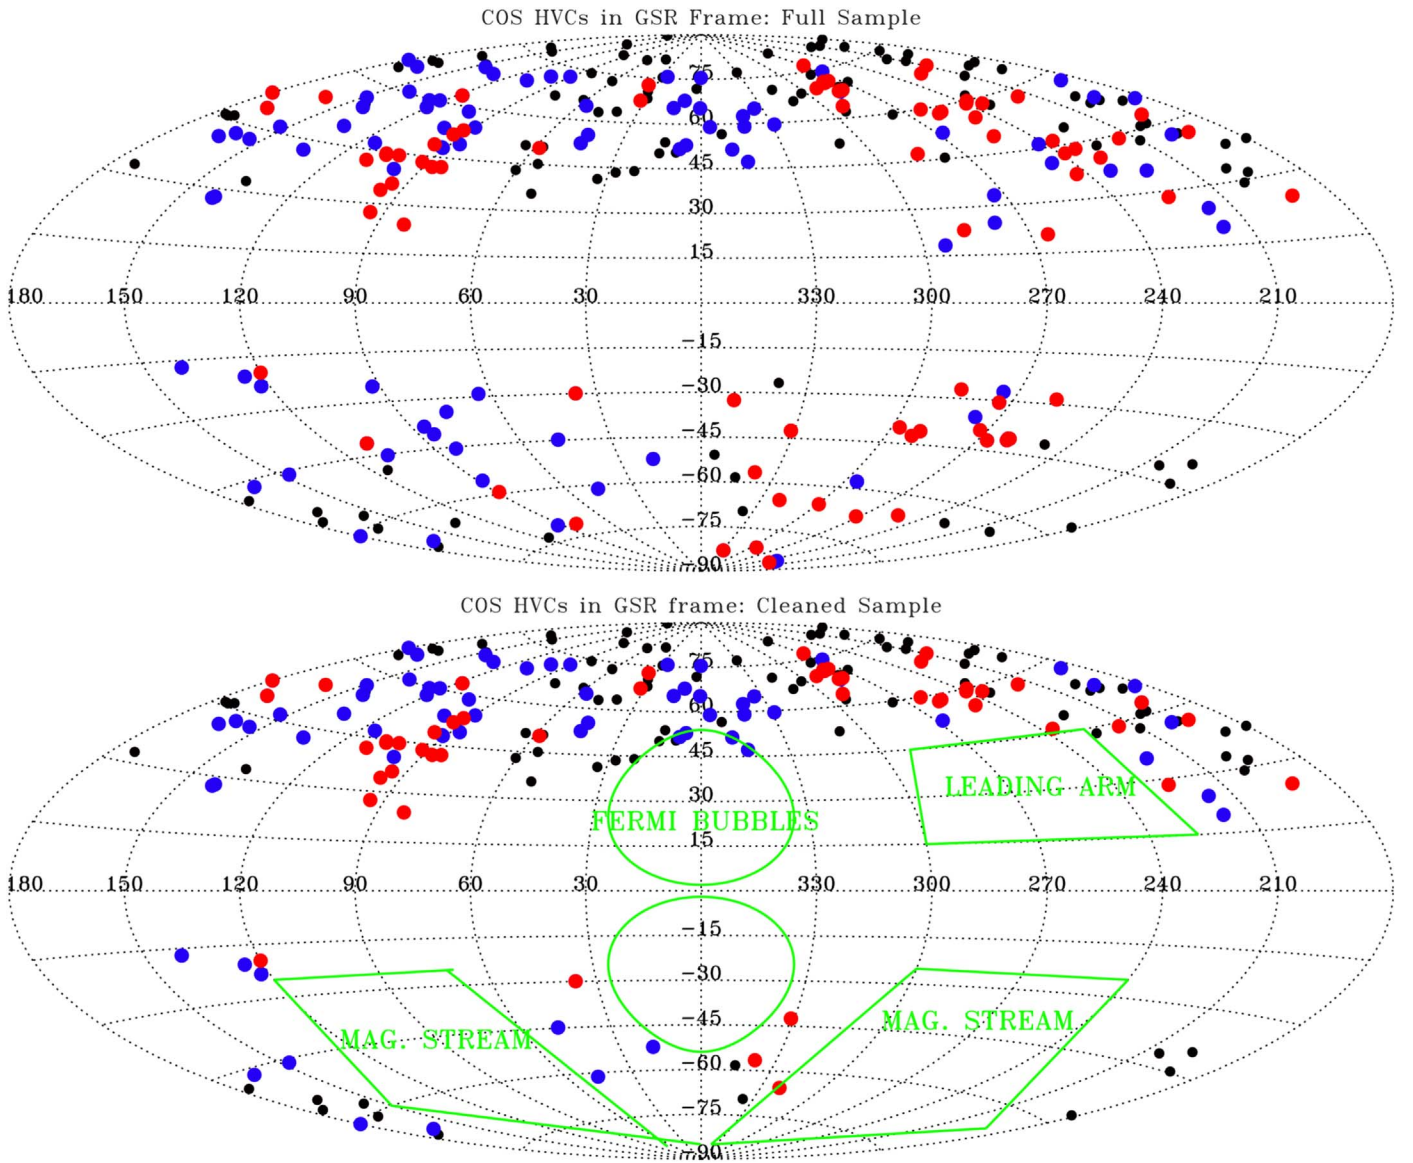 COS HVCs in GSR Frame: Full Sample
75
60
45
30
15
180 150 120 90 60 30 330 300 270 240 210
-15
-30
-45
-60
-75
-90
COS HVCs in GSR frame: Cleaned Sample
75
60
45
LEADING ARM
30
FERMI BUBBLES
15
180 150 120 90 60 30 330 300 270 240 210
-15
-30
-45
MAG. STREAM
MAG. STREAM
-60
-75
-90